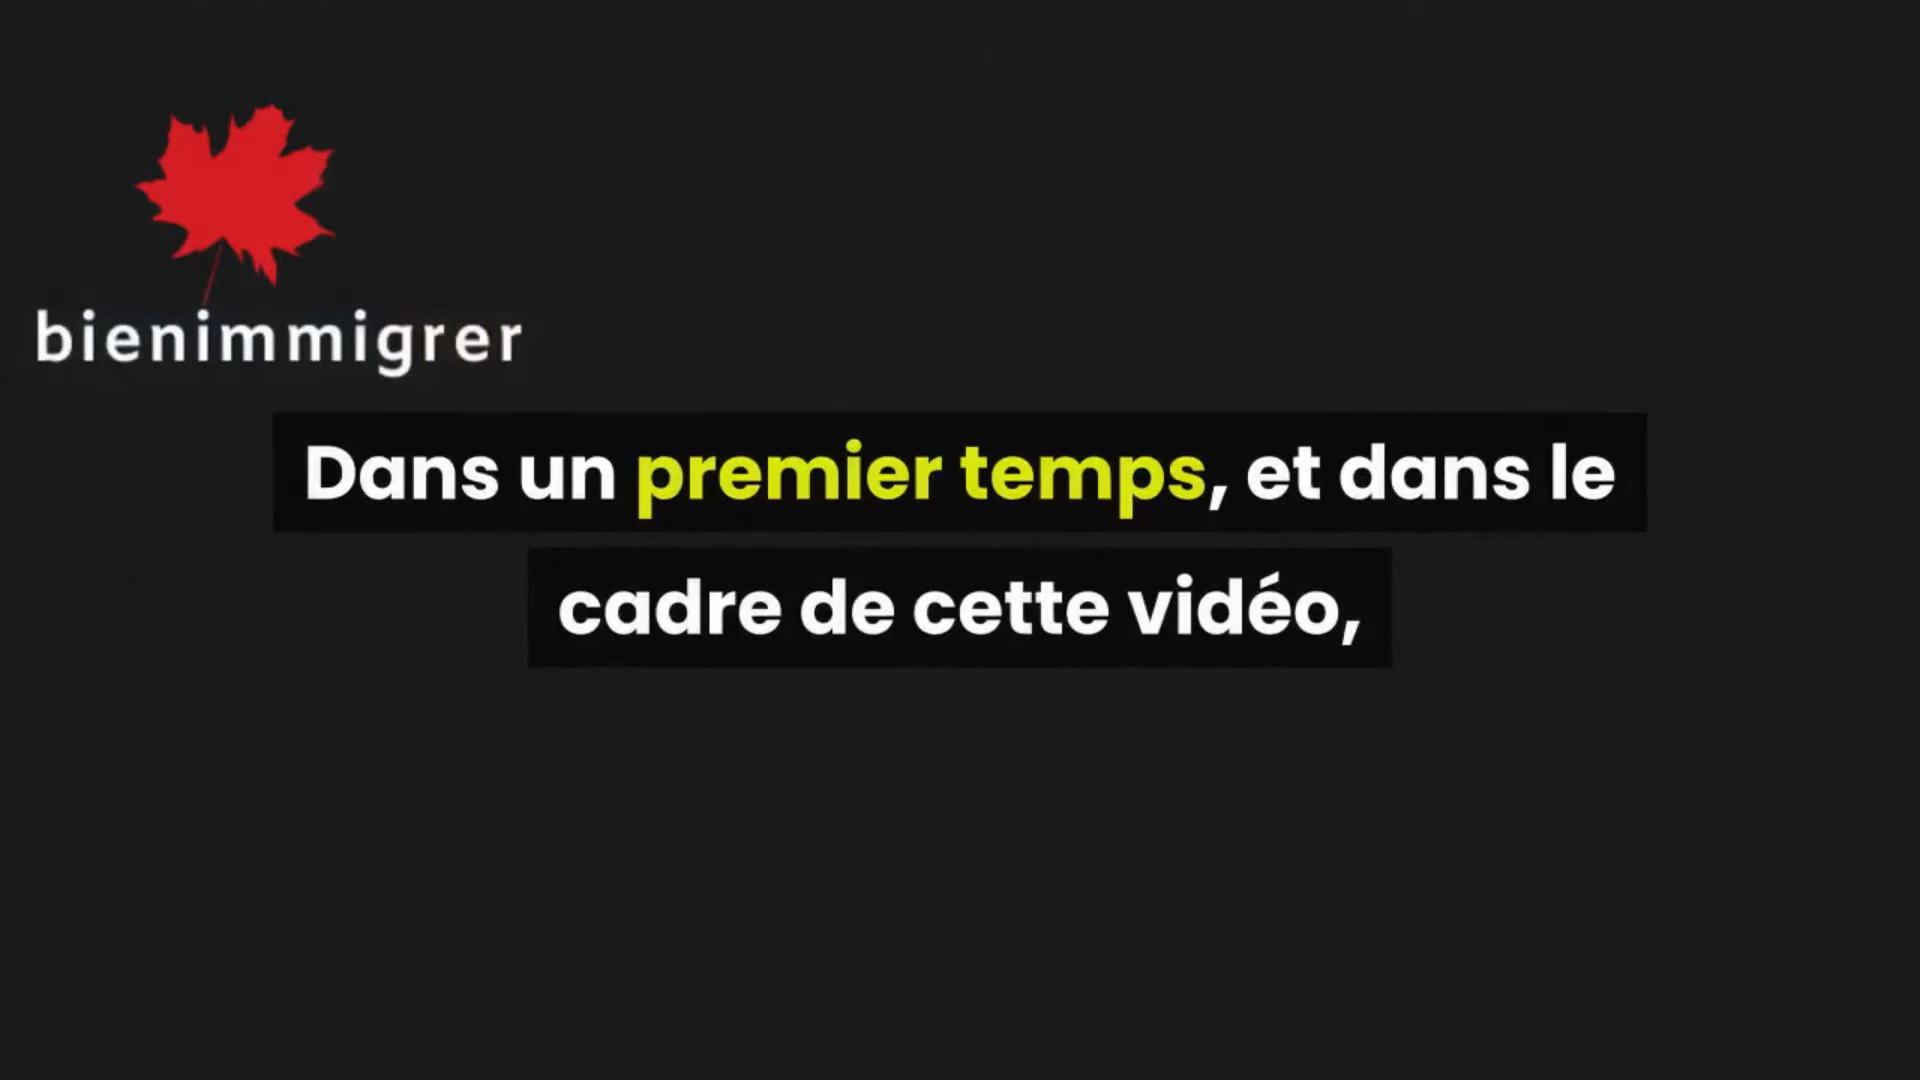 bienimmigrer
Dans un premier temps, et dans le
cadre de cette vidéo,